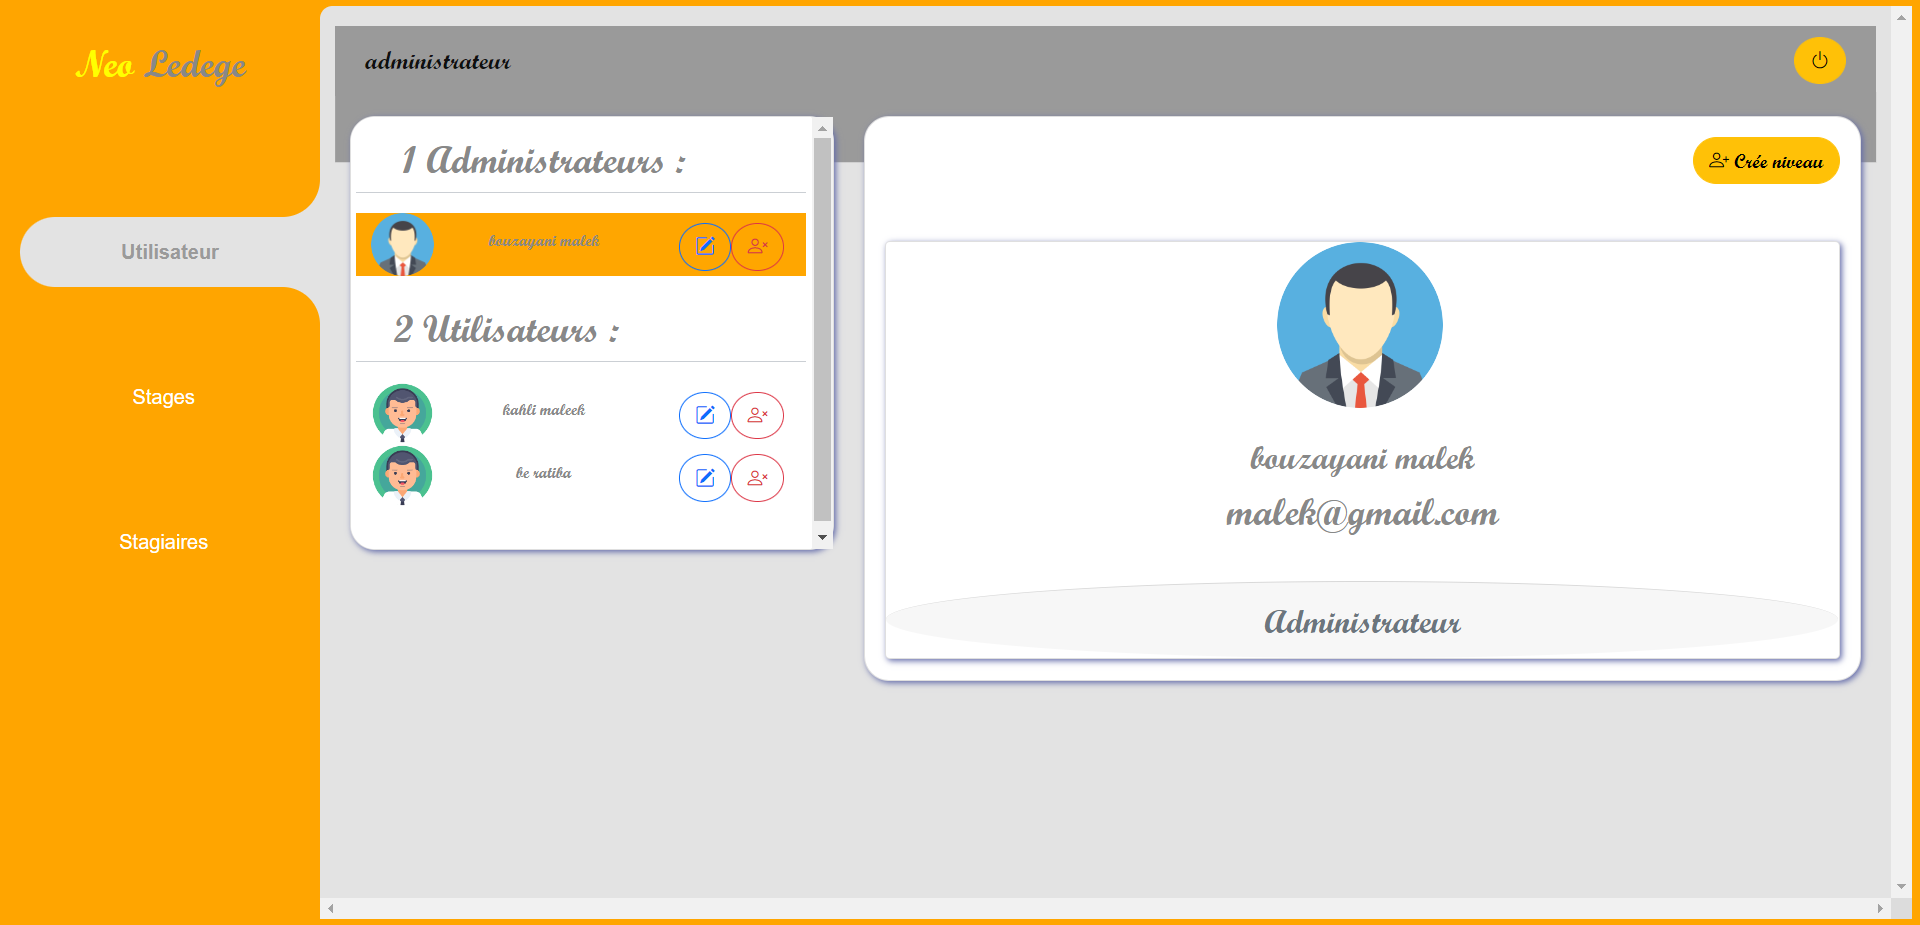 Neo Ledege
Utilisateur
Stages
Stagiaires
administrateur
1 Administrateurs :
bouzayani malek
2 Utilisateurs :
kahli maleek
be ratiba
Crée niveau
bouzayani malek
malek@gmail.com
Administrateur